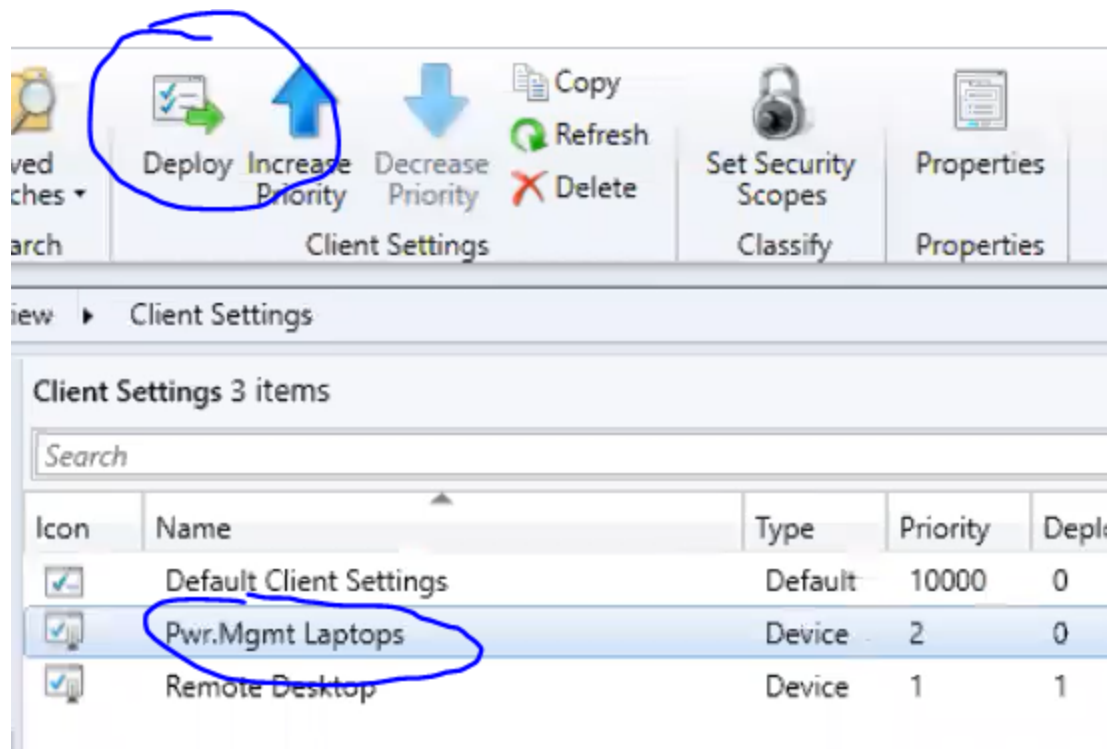 ved
ches
Deploy
Increase
Priority
Decrease
Priority
Copy
Refresh
Delete
Set Security
Scopes
Properties
arch
Client Settings
Classify
Properties
iew Client Settings
Client Settings 3 items
Search
Icon Name Type Priority Deplo
Default Client Settings Default 10000 0
Pwr.Mgmt Laptops Device 2 0
Remote Desktop Device 1 1